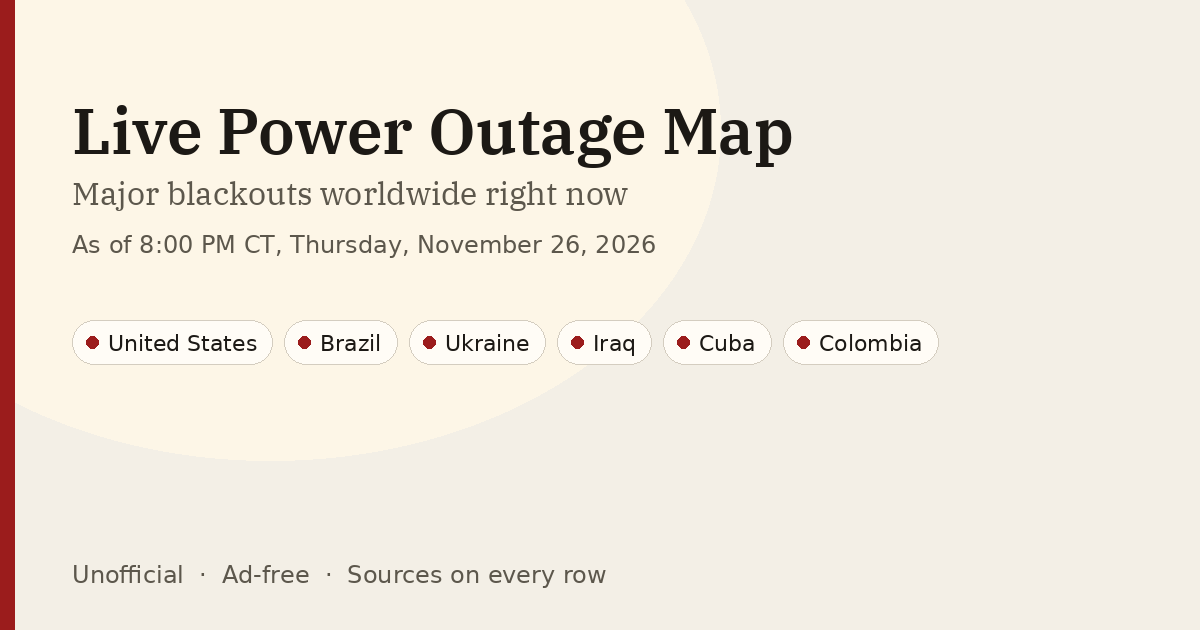 Live Power Outage Map
Major blackouts worldwide right now
As of 8:00 PM CT, Thursday, November 26, 2026
United States Brazil Ukraine Iraq Cuba Colombia
Unofficial · Ad-free · Sources on every row